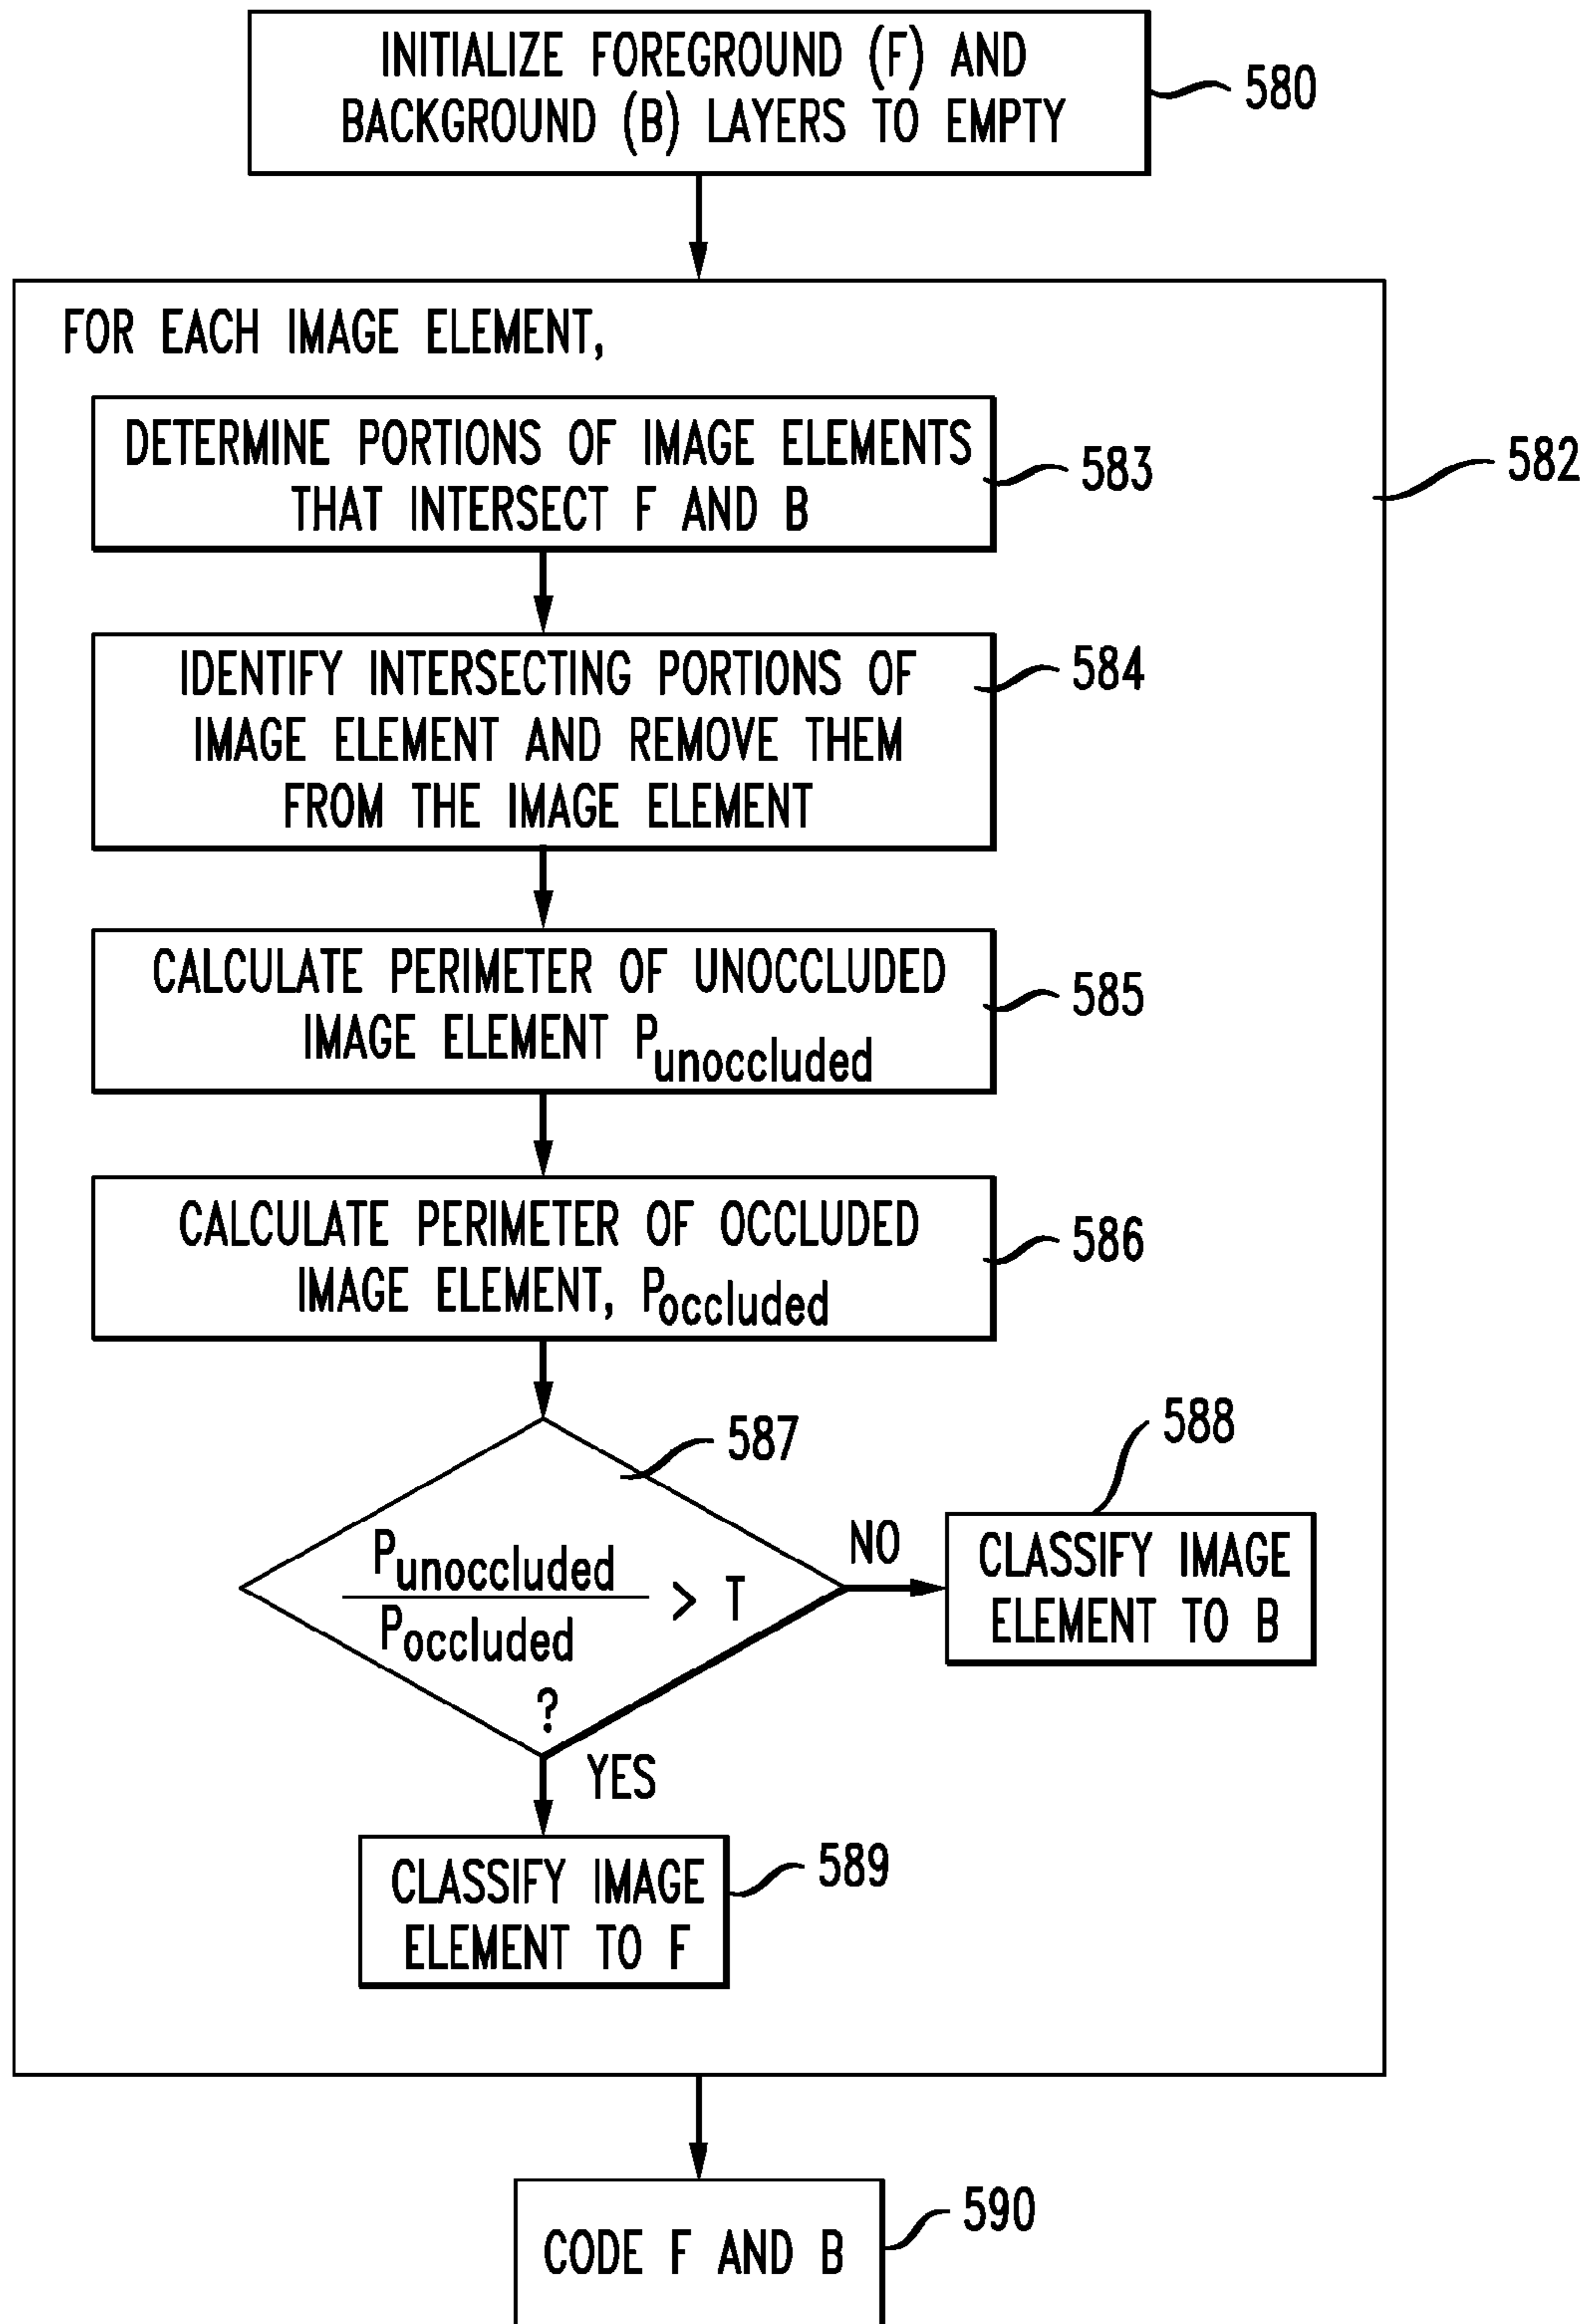 INITIALIZE FOREGROUND (F) AND
BACKGROUND (B) LAYERS TO EMPTY
580
FOR EACH IMAGE ELEMENT,
582
DETERMINE PORTIONS OF IMAGE ELEMENTS
THAT INTERSECT F AND B
583
IDENTIFY INTERSECTING PORTIONS OF
IMAGE ELEMENT AND REMOVE THEM
FROM THE IMAGE ELEMENT
584
CALCULATE PERIMETER OF UNOCCLUDED
IMAGE ELEMENT Punoccluded
585
CALCULATE PERIMETER OF OCCLUDED
IMAGE ELEMENT, Poccluded
586
587
Punoccluded
Poccluded
> T
?
NO
588
CLASSIFY IMAGE
ELEMENT TO B
YES
589
CLASSIFY IMAGE
ELEMENT TO F
590
CODE F AND B